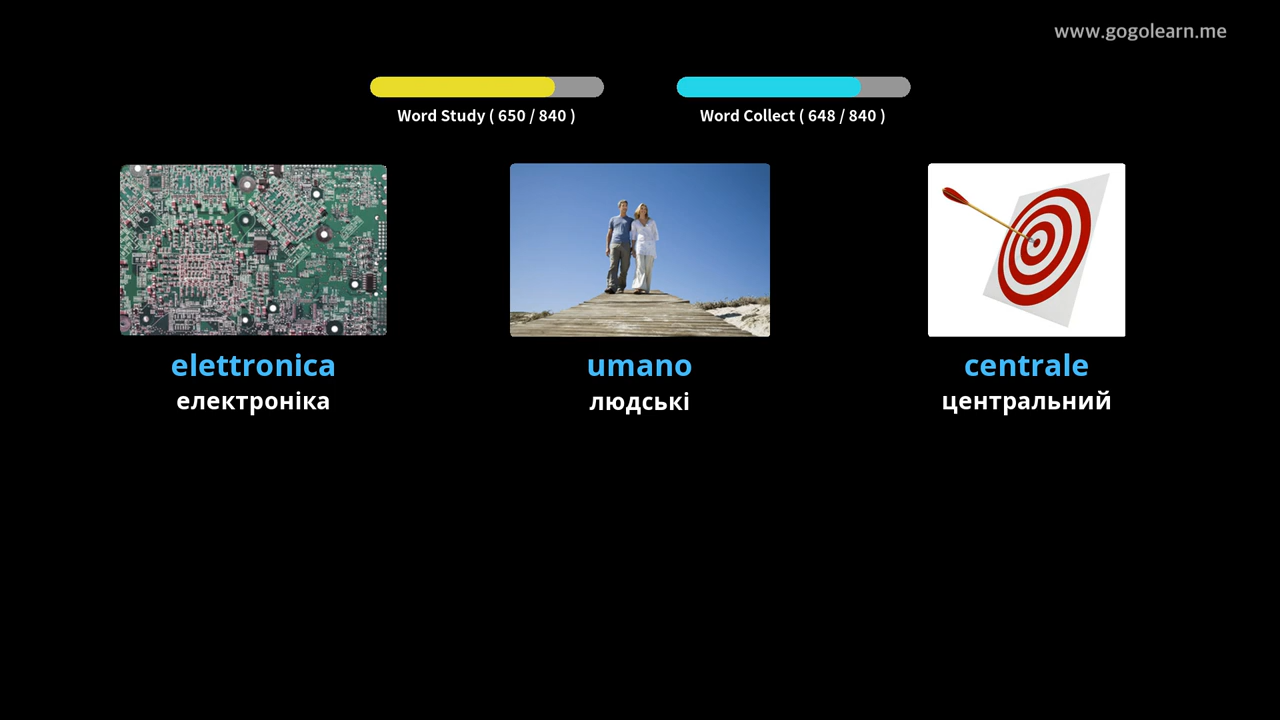 www.gogolearn.me
Word Study ( 650 / 840 )
Word Collect ( 648 / 840 )
elettronica
електроніка
umano
людські
centrale
центральний